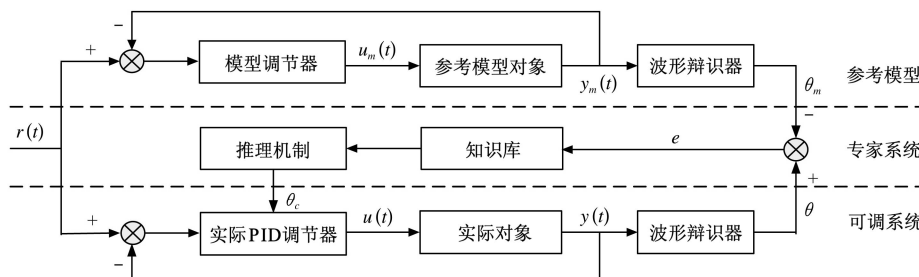 −
+
模型调节器
u_m(t)
参考模型对象
y_m(t)
波形辩识器
θ_m
参考模型
−
r(t)
推理机制
知识库
e
专家系统
+
θ_c
θ
+
实际PID调节器
u(t)
实际对象
y(t)
波形辩识器
可调系统
−